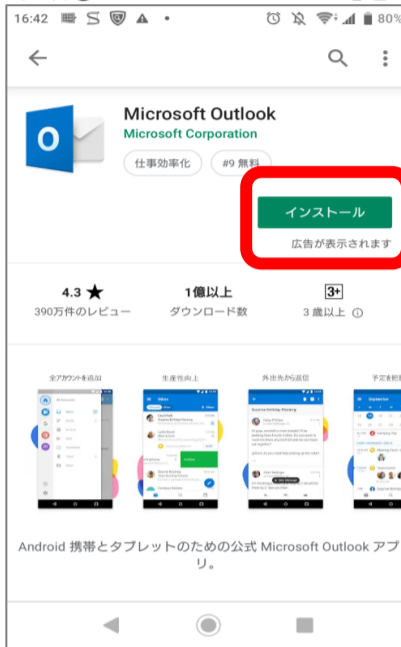 16:42
80%
Microsoft Outlook
Microsoft Corporation
仕事効率化
#9 無料
インストール
広告が表示されます
4.3 ★
1億以上
3+
390万件のレビュー
ダウンロード数
3 歳以上
全アカウントを追加
生産性向上
外出先から返信
予定を把
Android 携帯とタブレットのための公式 Microsoft Outlook アプ
リ。